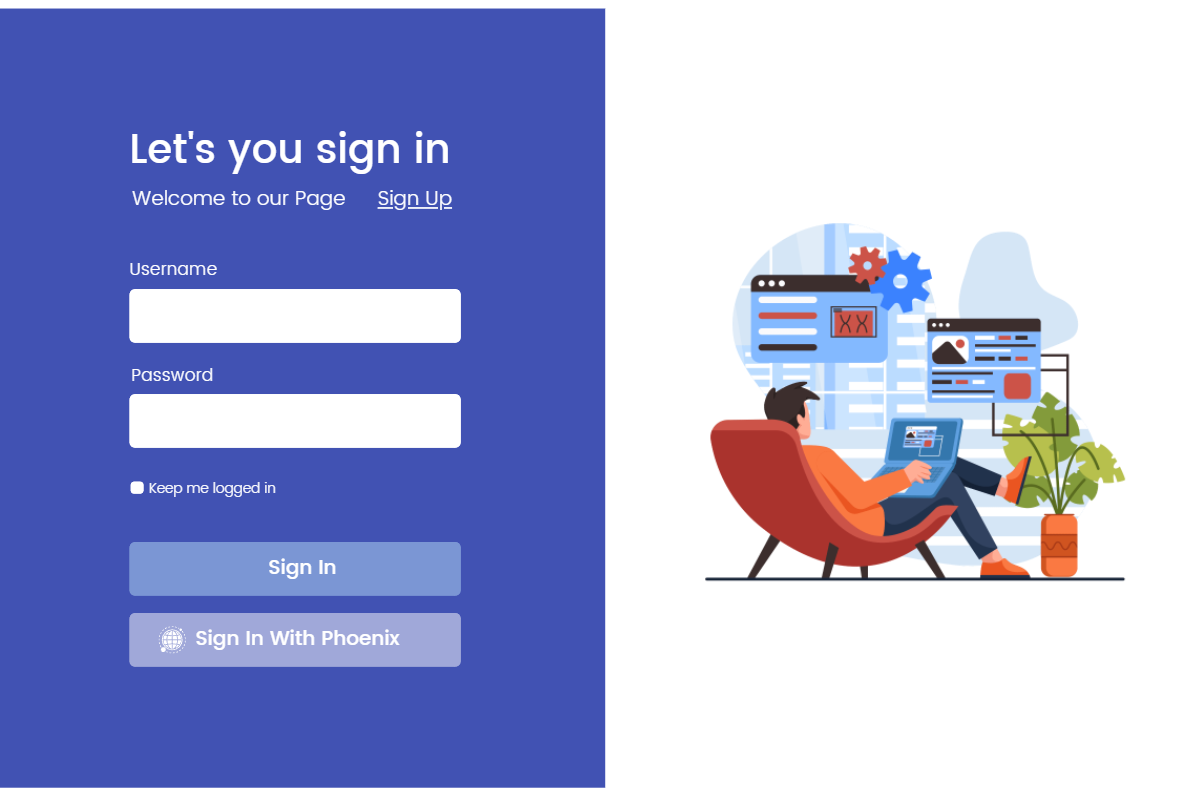 Let's you sign in
Welcome to our Page Sign Up
Username
Password
Keep me logged in
Sign In
Sign In With Phoenix